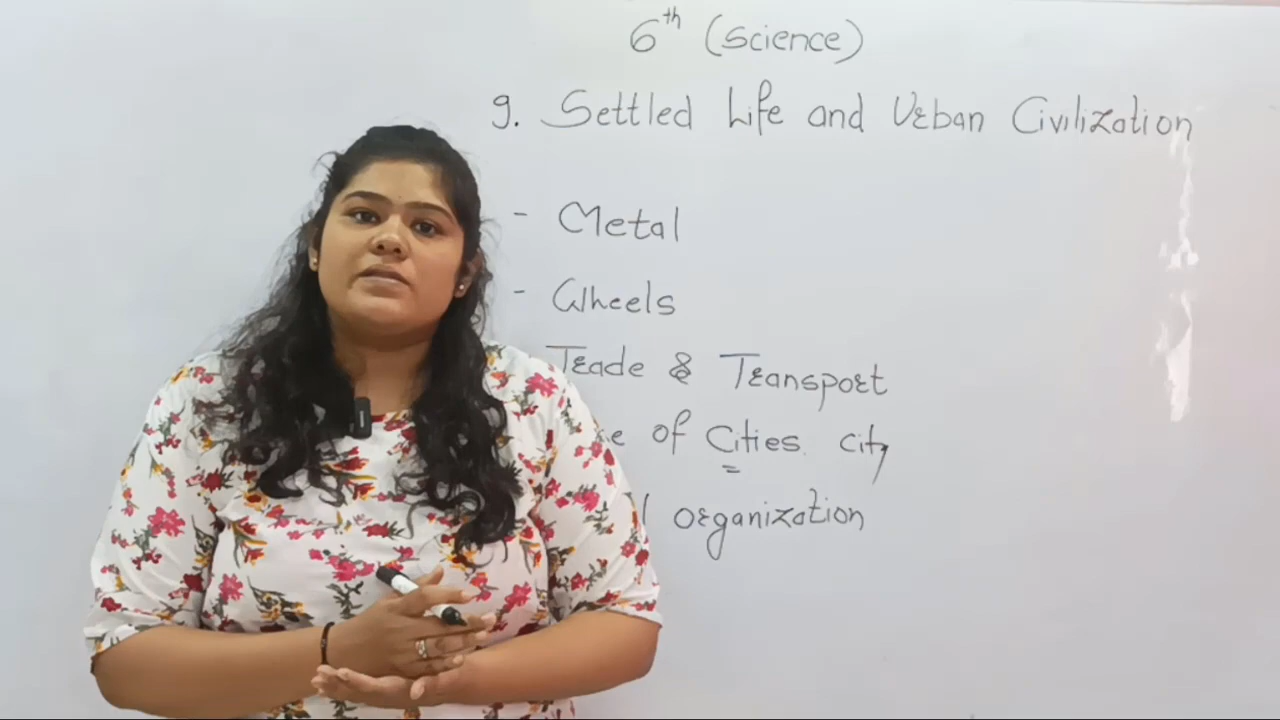 6th (Science)
9. Settled Life and Urban Civilization
- Metal
- Wheels
Trade & Transport
of Cities. city
organization